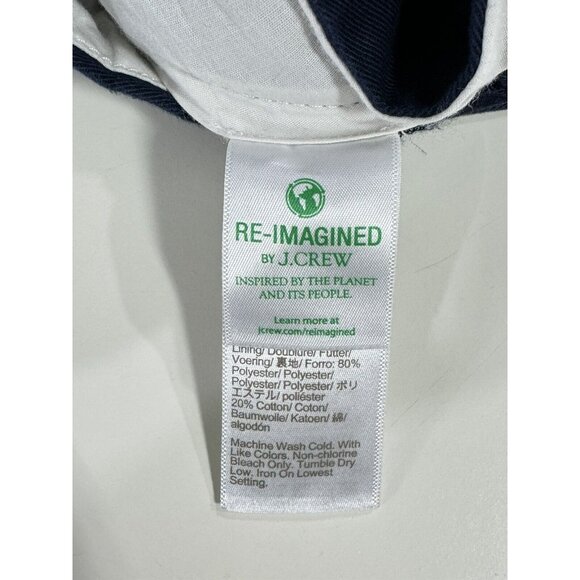 RE-IMAGINED
BY J.CREW
INSPIRED BY THE PLANET
AND ITS PEOPLE.
Learn more at
jcrew.com/reimagined
Lining/ Doublure/ Futter/
Voering/ 裏地/ Forro: 80%
Polyester/ Polyester/
Polyester/ Polyester/ ポリ
エステル/ poliéster
20% Cotton/ Coton/
Baumwolle/ Katoen/ 綿/
algodón
Machine Wash Cold. With
Like Colors. Non-chlorine
Bleach Only. Tumble Dry
Low. Iron On Lowest
Setting.